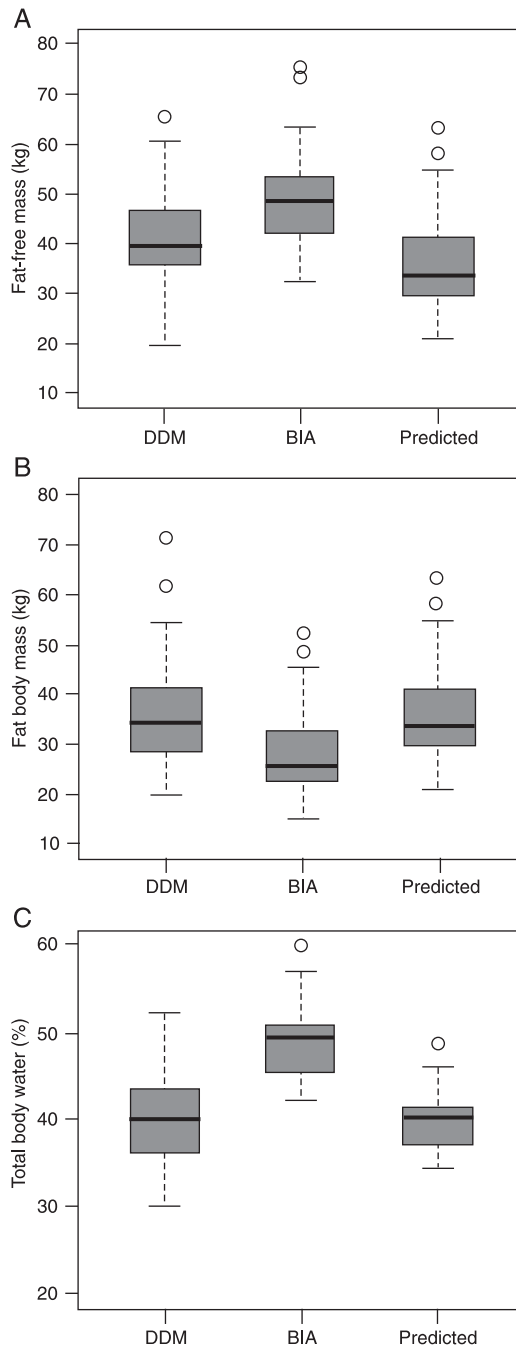 A
80
70
60
50
40
30
20
10
Fat-free mass (kg)
DDM BIA Predicted
B
80
70
60
50
40
30
20
10
Fat body mass (kg)
DDM BIA Predicted
C
60
50
40
30
20
Total body water (%)
DDM BIA Predicted